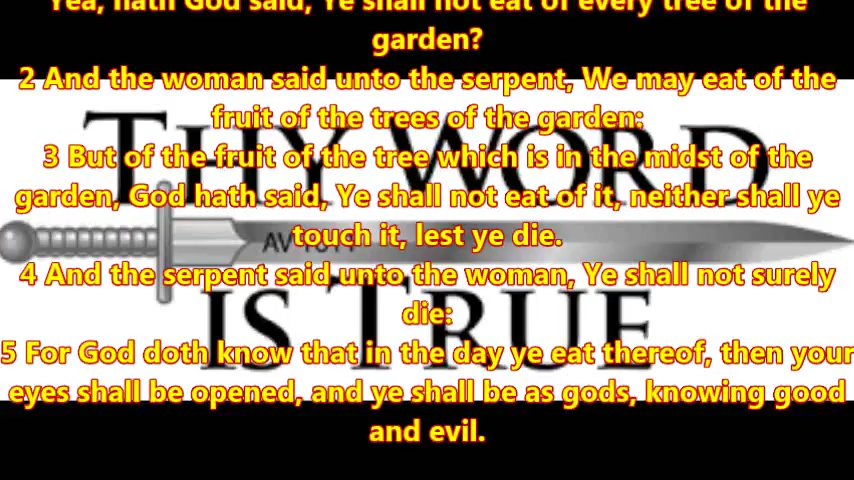 Yea, hath God said, Ye shall not eat of every tree of the
garden?
2 And the woman said unto the serpent, We may eat of the
fruit of the trees of the garden:
3 But of the fruit of the tree which is in the midst of the
garden, God hath said, Ye shall not eat of it, neither shall ye
touch it, lest ye die.
4 And the serpent said unto the woman, Ye shall not surely
die:
5 For God doth know that in the day ye eat thereof, then your
eyes shall be opened, and ye shall be as gods, knowing good
and evil.
THY WORD
IS TRUE